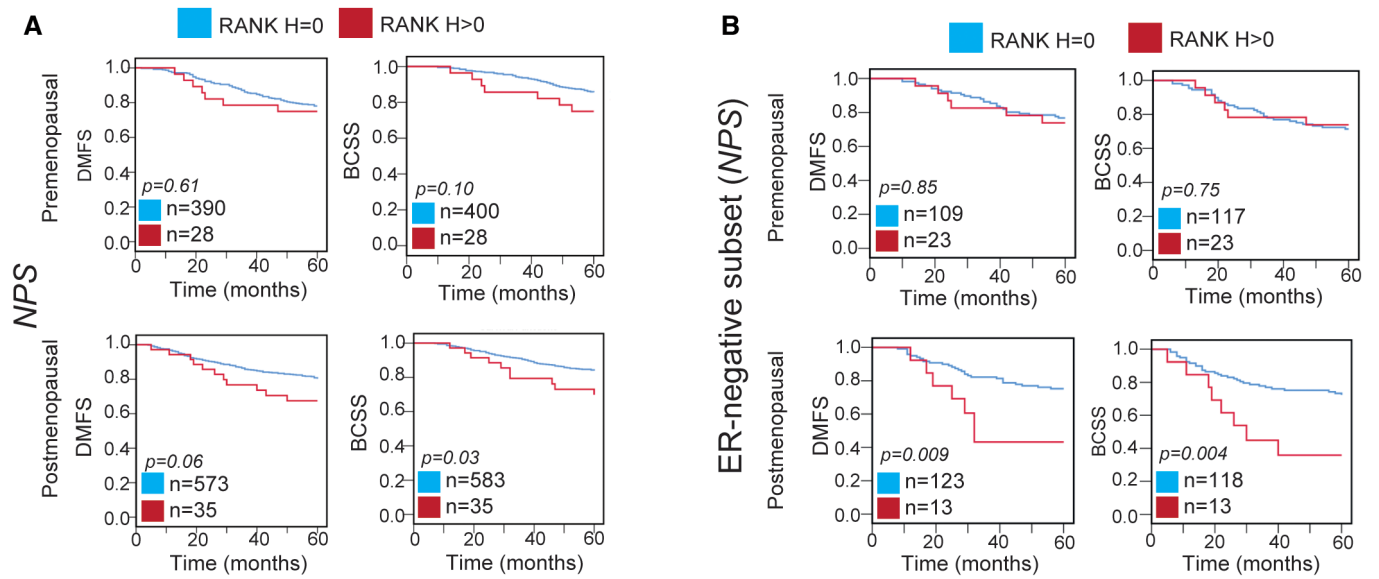 A
RANK H=0
RANK H>0
NPS
Premenopausal
DMFS
1.0
0.8
0.6
0.4
0.2
0.0
p=0.61
n=390
n=28
0 20 40 60
Time (months)
BCSS
1.0
0.8
0.6
0.4
0.2
0.0
p=0.10
n=400
n=28
0 20 40 60
Time (months)
Postmenopausal
DMFS
1.0
0.8
0.6
0.4
0.2
0.0
p=0.06
n=573
n=35
0 20 40 60
Time (months)
BCSS
1.0
0.8
0.6
0.4
0.2
0.0
p=0.03
n=583
n=35
0 20 40 60
Time (months)
B
RANK H=0
RANK H>0
ER-negative subset (NPS)
Premenopausal
DMFS
1.0
0.8
0.6
0.4
0.2
0.0
p=0.85
n=109
n=23
0 20 40 60
Time (months)
BCSS
1.0
0.8
0.6
0.4
0.2
0.0
p=0.75
n=117
n=23
0 20 40 60
Time (months)
Postmenopausal
DMFS
1.0
0.8
0.6
0.4
0.2
0.0
p=0.009
n=123
n=13
0 20 40 60
Time (months)
BCSS
1.0
0.8
0.6
0.4
0.2
0.0
p=0.004
n=118
n=13
0 20 40 60
Time (months)